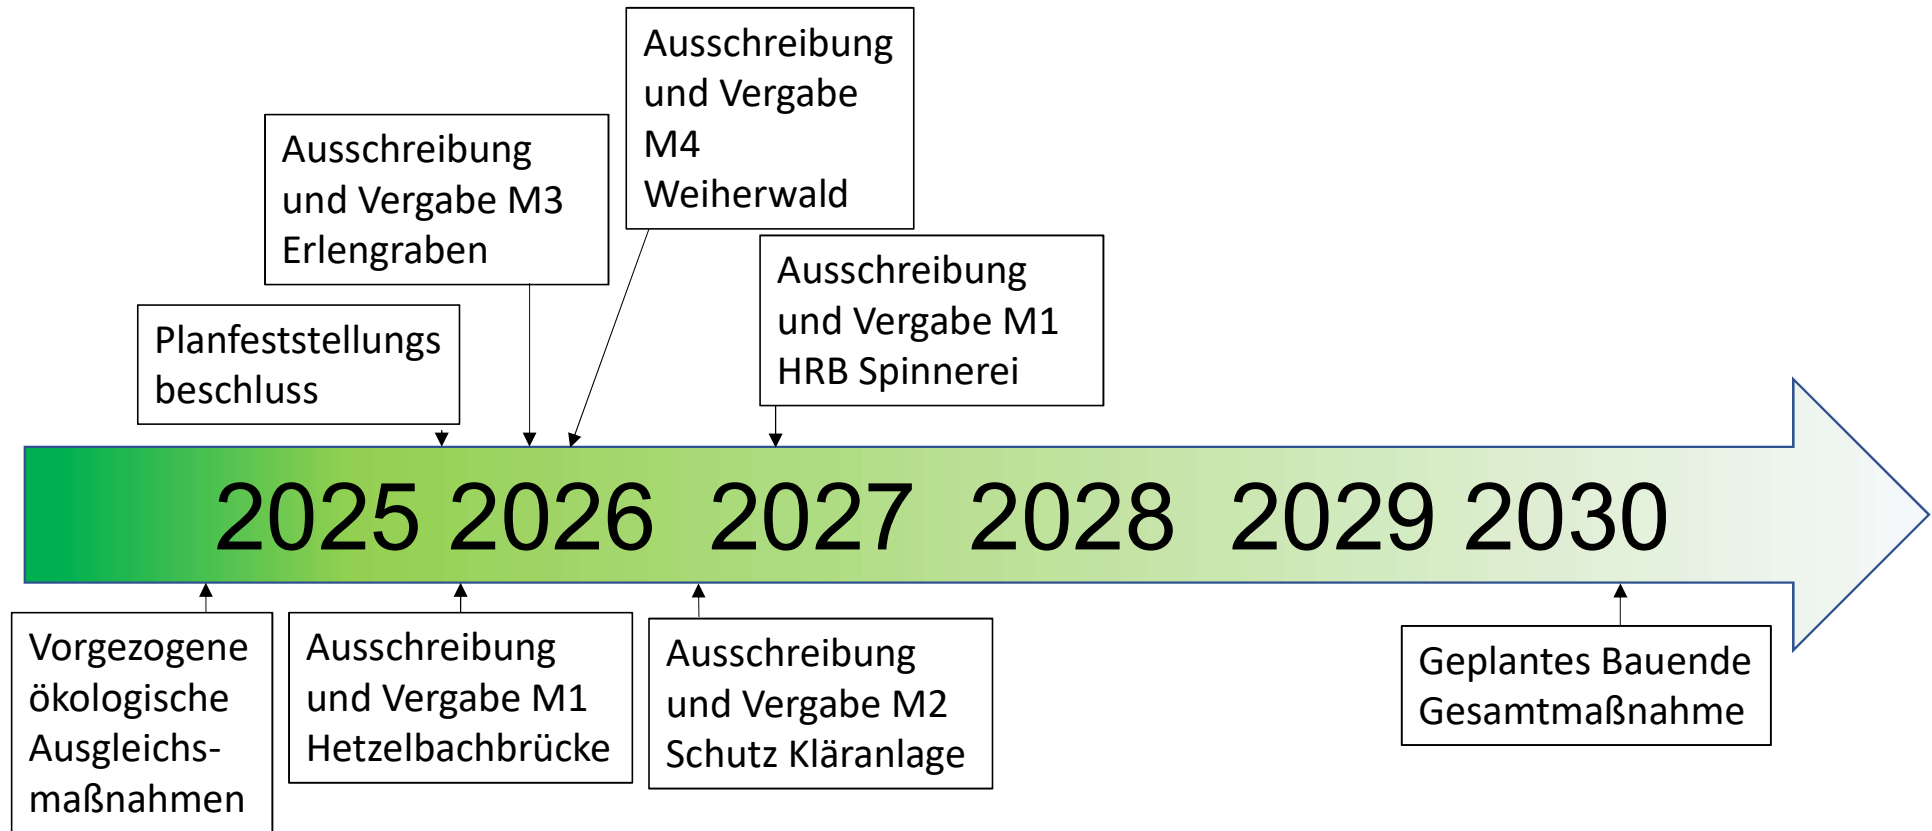 Ausschreibung
und Vergabe
M4
Weiherwald
Ausschreibung
und Vergabe M3
Erlengraben
Ausschreibung
und Vergabe M1
HRB Spinnerei
Planfeststellungs
beschluss
2025 2026 2027 2028 2029 2030
Vorgezogene
ökologische
Ausgleichs-
maßnahmen
Ausschreibung
und Vergabe M1
Hetzelbachbrücke
Ausschreibung
und Vergabe M2
Schutz Kläranlage
Geplantes Bauende
Gesamtmaßnahme